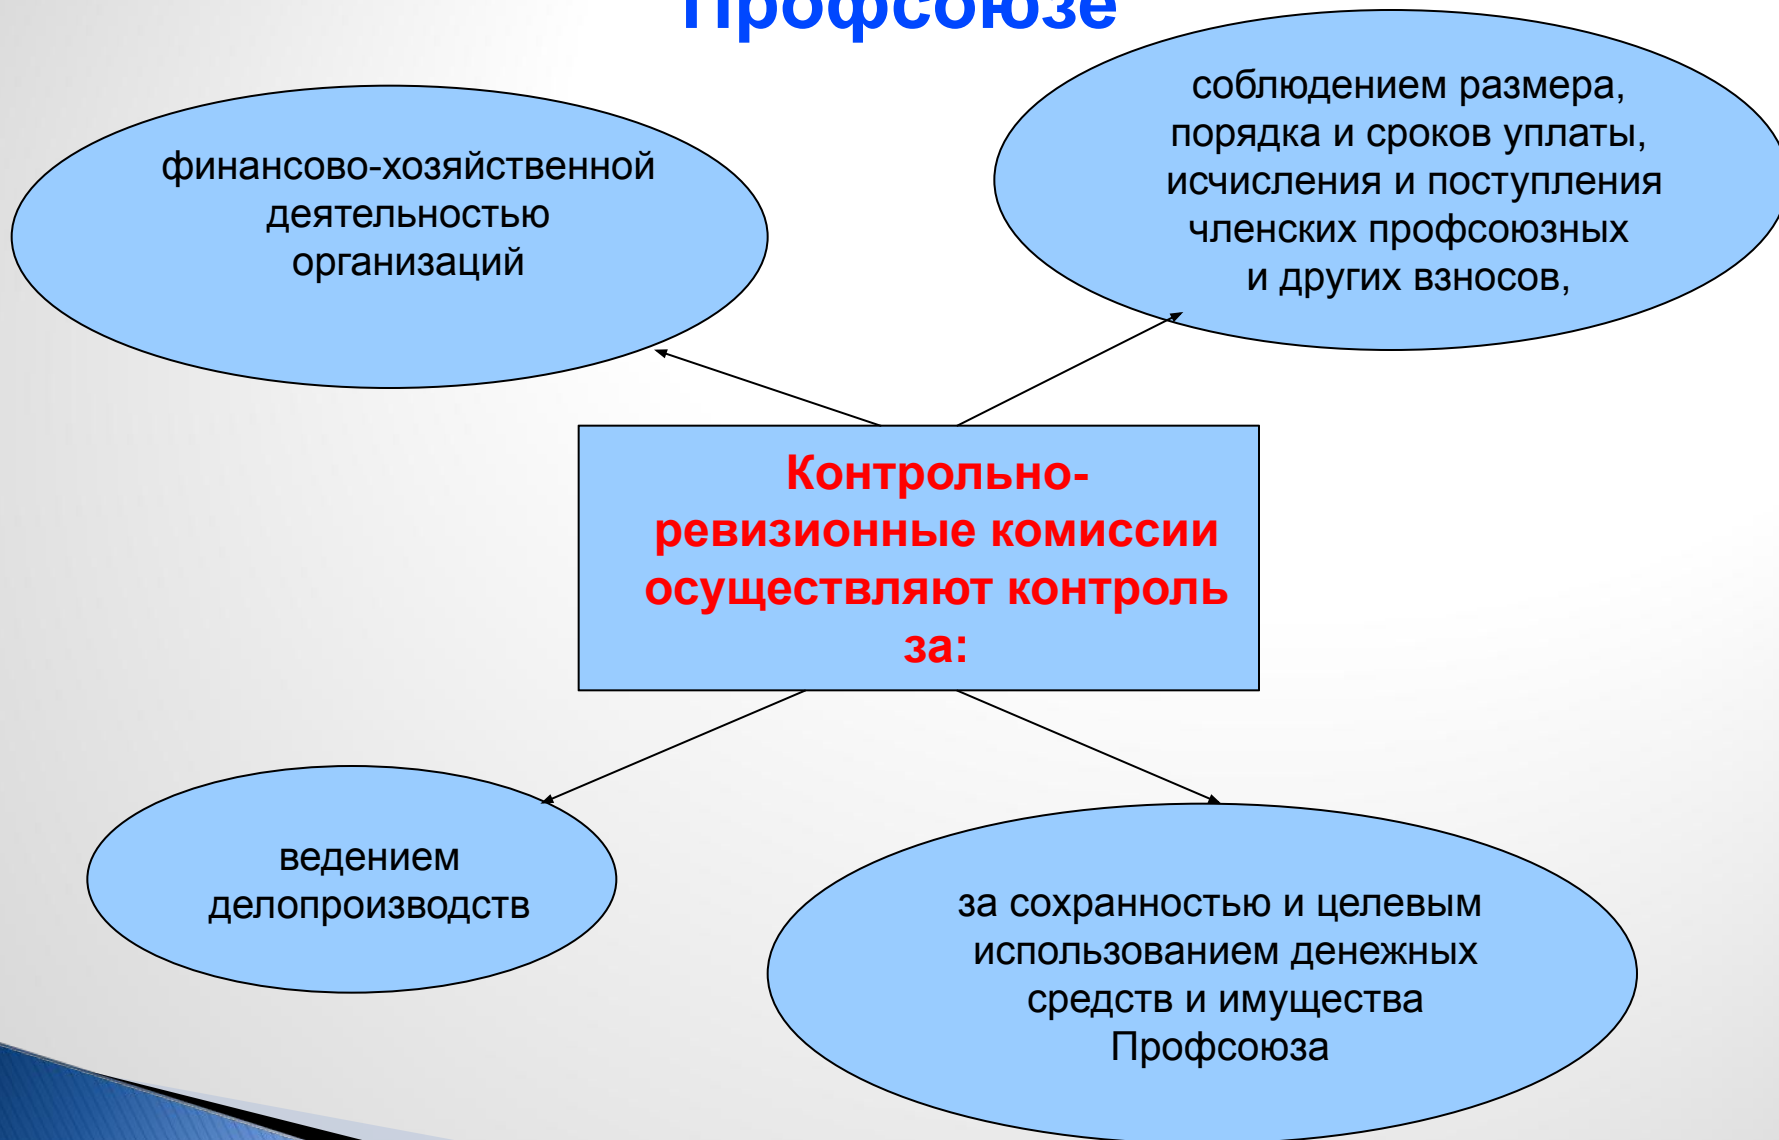 Профсоюзе
финансово-хозяйственной
деятельностью
организаций
соблюдением размера,
порядка и сроков уплаты,
исчисления и поступления
членских профсоюзных
и других взносов,
Контрольно-
ревизионные комиссии
осуществляют контроль
за:
ведением
делопроизводств
за сохранностью и целевым
использованием денежных
средств и имущества
Профсоюза